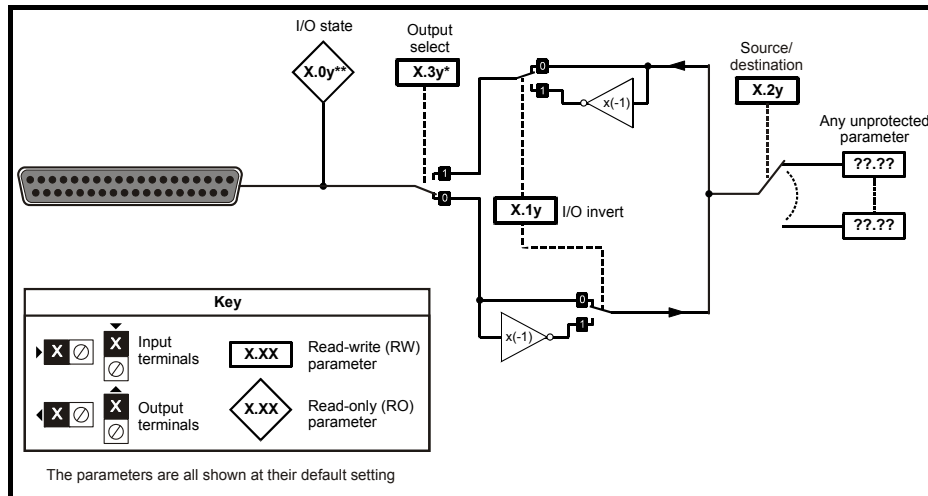 I/O state
X.0y**
Output
select
X.3y*
0
1
x(-1)
Source/
destination
X.2y
Any unprotected
parameter
??.??
??.??
1
0
X.1y
I/O invert
0
1
x(-1)
Key
X
X
Input
terminals
X.XX
Read-write (RW)
parameter
X
X
Output
terminals
X.XX
Read-only (RO)
parameter
The parameters are all shown at their default setting